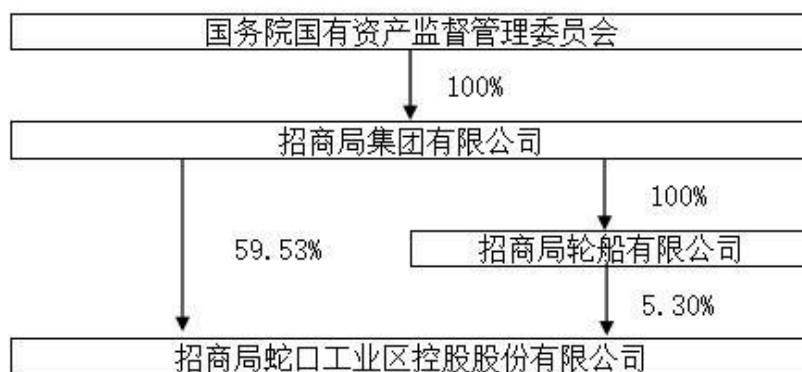 国务院国有资产监督管理委员会
100%
招商局集团有限公司
100%
59.53%
招商局轮船有限公司
5.30%
招商局蛇口工业区控股股份有限公司